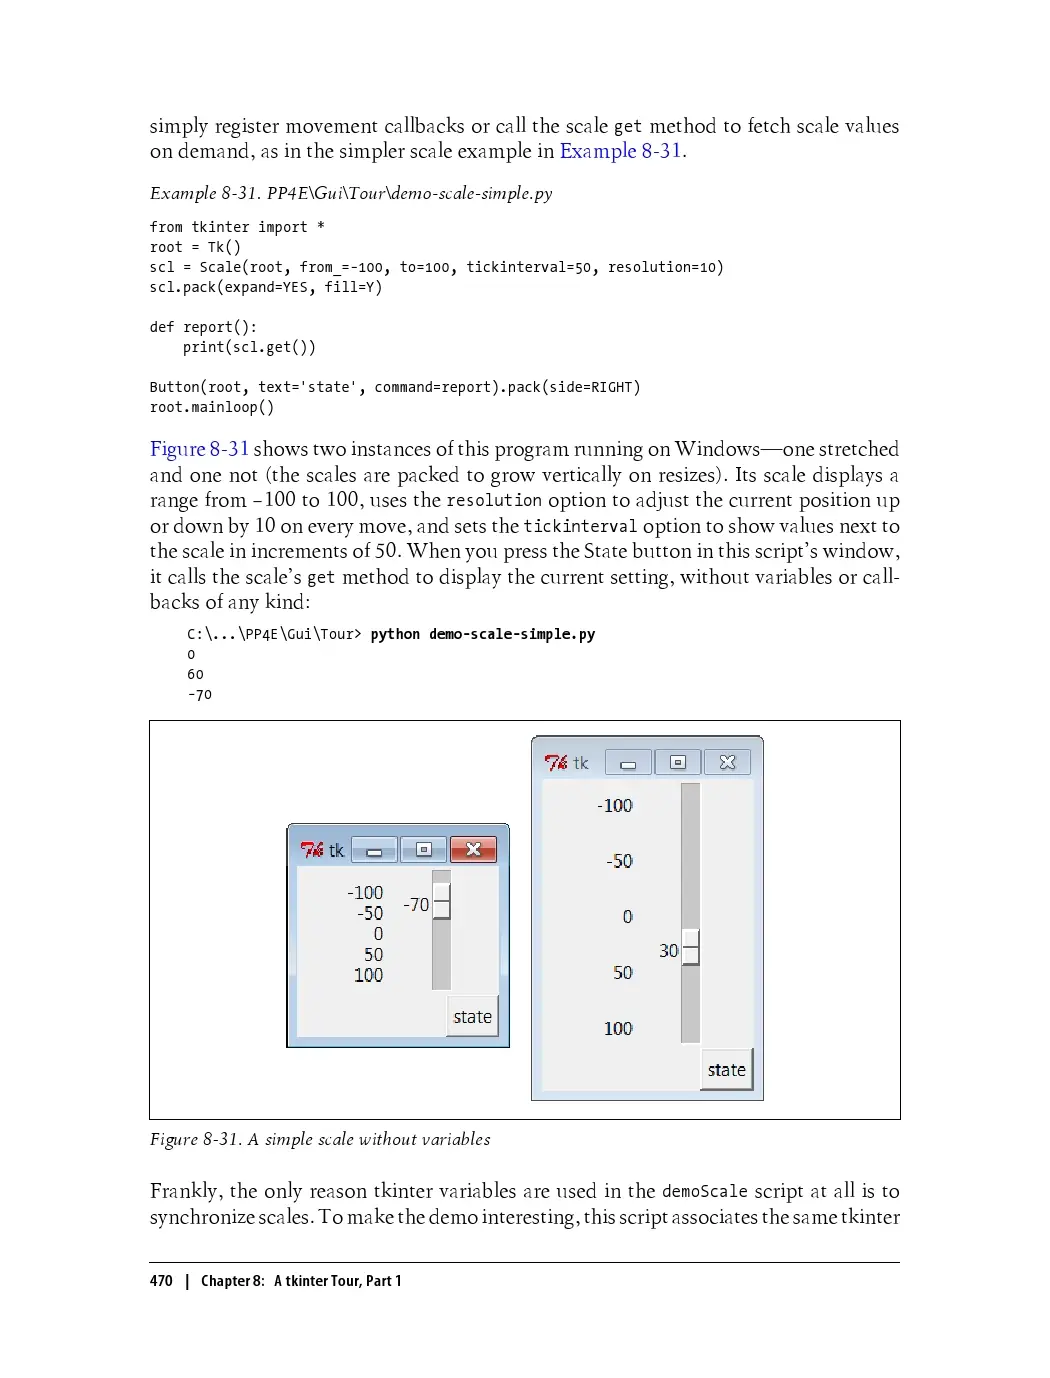 simply register movement callbacks or call the scale get method to fetch scale values
on demand, as in the simpler scale example in Example 8-31.
Example 8-31. PP4E\Gui\Tour\demo-scale-simple.py
from tkinter import *
root = Tk()
scl = Scale(root, from_=-100, to=100, tickinterval=50, resolution=10)
scl.pack(expand=YES, fill=Y)
def report():
    print(scl.get())
Button(root, text='state', command=report).pack(side=RIGHT)
root.mainloop()
Figure 8-31 shows two instances of this program running on Windows—one stretched
and one not (the scales are packed to grow vertically on resizes). Its scale displays a
range from −100 to 100, uses the resolution option to adjust the current position up
or down by 10 on every move, and sets the tickinterval option to show values next to
the scale in increments of 50. When you press the State button in this script's window,
it calls the scale's get method to display the current setting, without variables or call-
backs of any kind:
C:\...\PP4E\Gui\Tour> python demo-scale-simple.py
0
60
-70
tk
-100
-50
-70
0
50
100
state
tk
-100
-50
0
30
50
100
state
Figure 8-31. A simple scale without variables
Frankly, the only reason tkinter variables are used in the demoScale script at all is to
synchronize scales. To make the demo interesting, this script associates the same tkinter
470 | Chapter 8: A tkinter Tour, Part 1